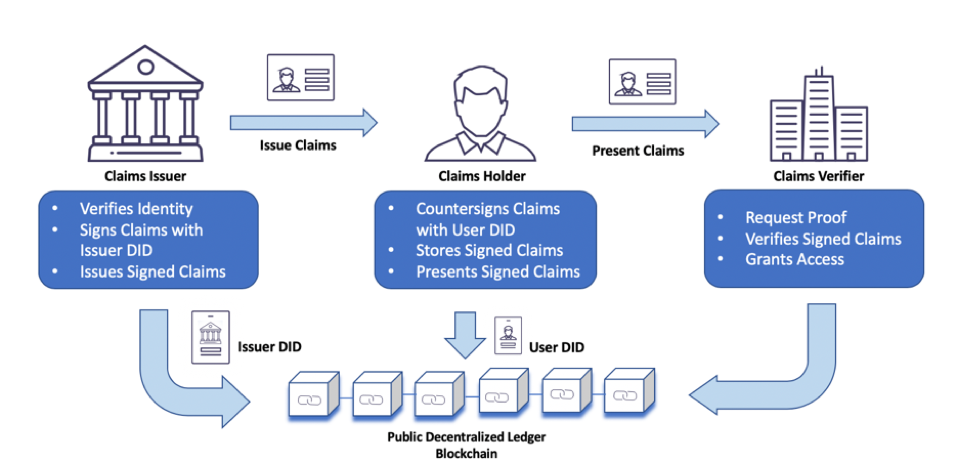 Issue Claims
Present Claims
Claims Issuer
Claims Holder
Claims Verifier
• Verifies Identity
• Signs Claims with
Issuer DID
• Issues Signed Claims
• Countersigns Claims
with User DID
• Stores Signed Claims
• Presents Signed Claims
• Request Proof
• Verifies Signed Claims
• Grants Access
Issuer DID
User DID
Public Decentralized Ledger
Blockchain